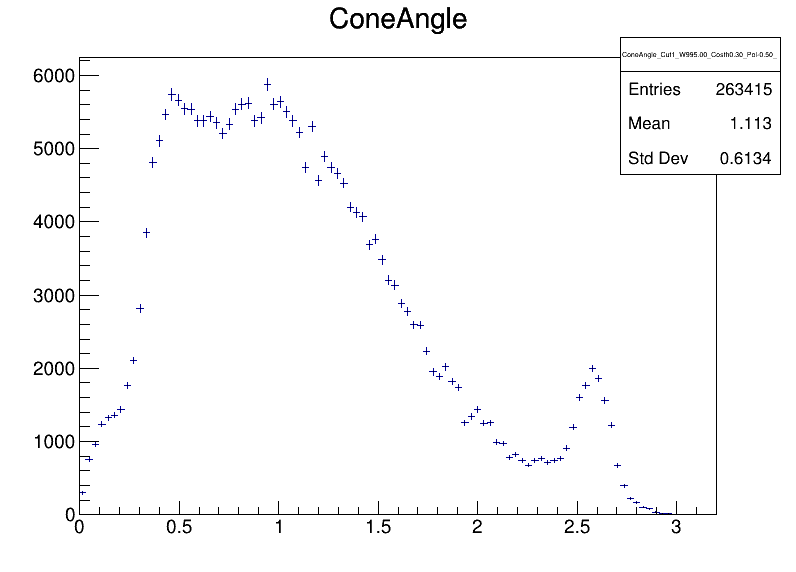 ConeAngle
ConeAngle_Cut1_W995.00_Costh0.30_Pol-0.50_
Entries 263415
Mean 1.113
Std Dev 0.6134
6000
5000
4000
3000
2000
1000
0
0 0.5 1 1.5 2 2.5 3